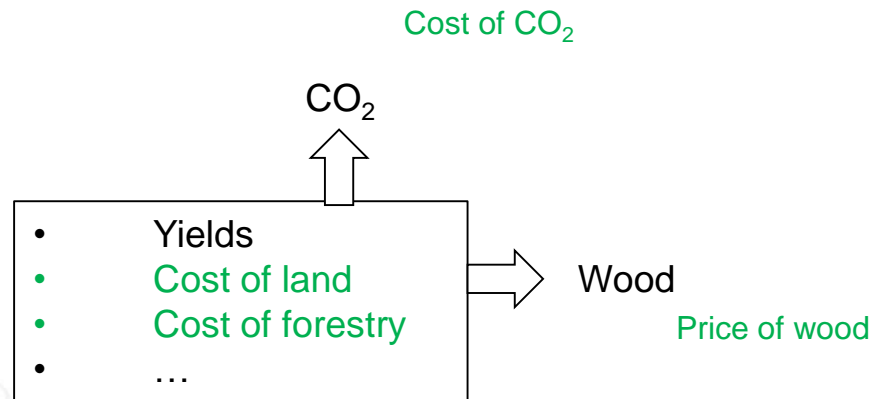 Cost of CO₂
CO₂
• Yields
• Cost of land
• Cost of forestry
• …
Wood
Price of wood